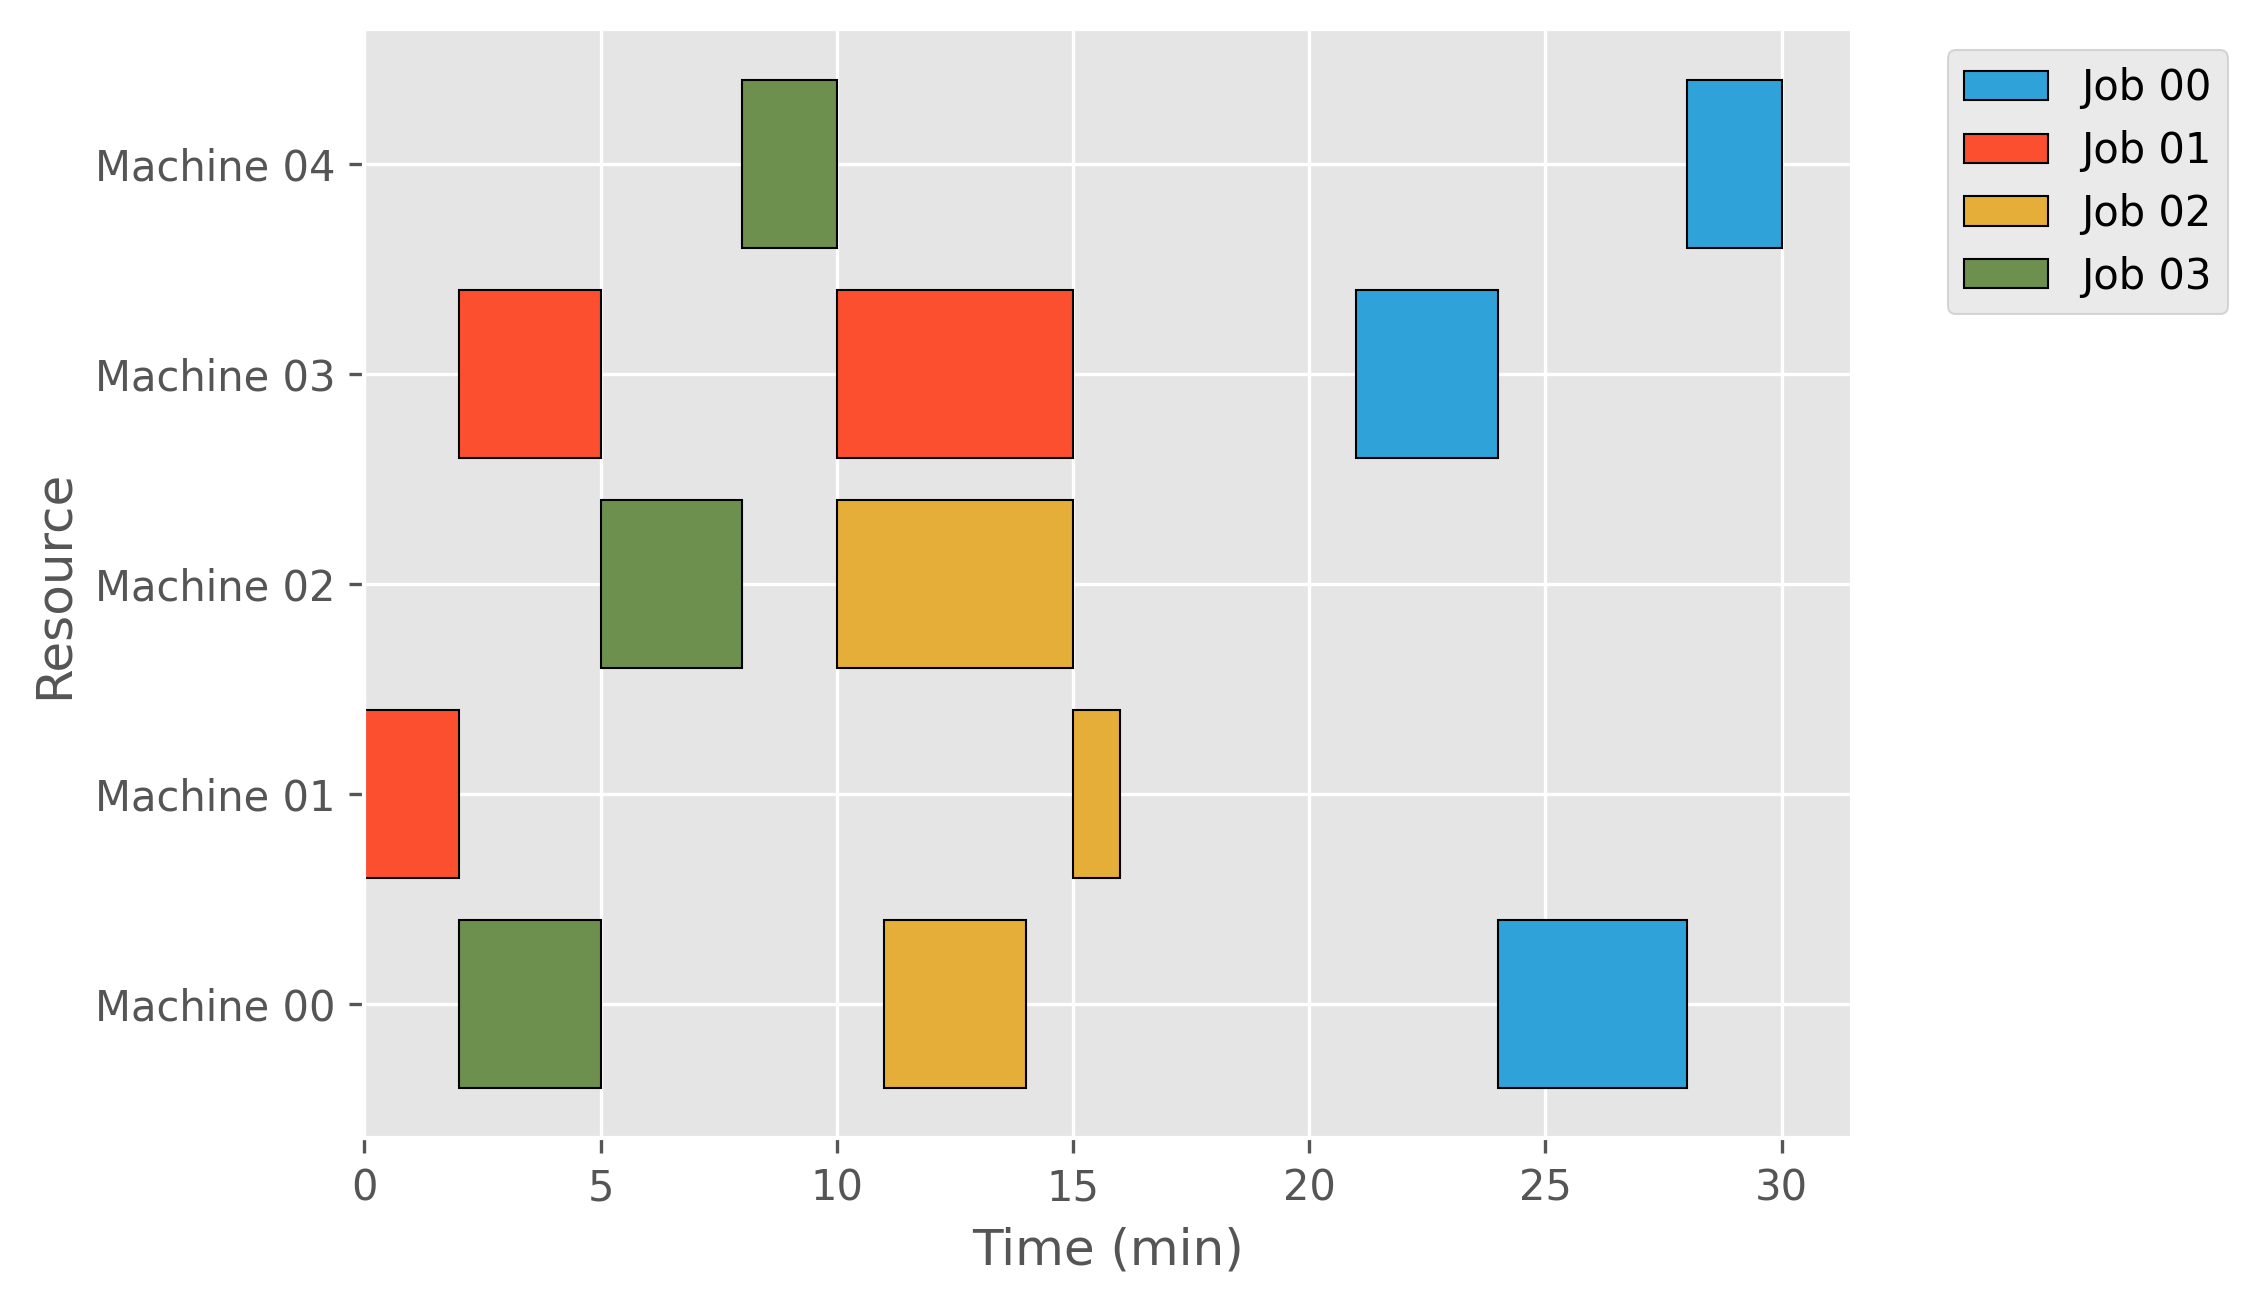 Machine 04
Machine 03
Machine 02
Machine 01
Machine 00
Resource
0 5 10 15 20 25 30
Time (min)
Job 00
Job 01
Job 02
Job 03